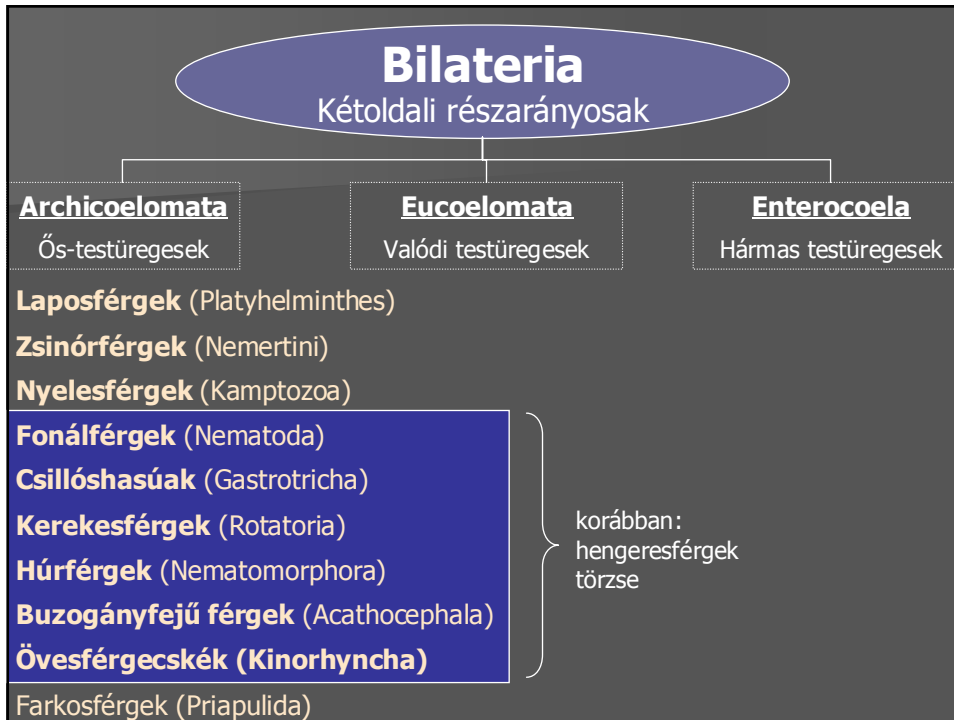 Bilateria
Kétoldali részarányosak
Archicoelomata
Ős-testüregesek
Eucoelomata
Valódi testüregesek
Enterocoela
Hármas testüregesek
Laposférgek (Platyhelminthes)
Zsinórférgek (Nemertini)
Nyelesférgek (Kamptozoa)
Fonálférgek (Nematoda)
Csillóshasúak (Gastrotricha)
Kerekesférgek (Rotatoria)
Húrférgek (Nematomorphora)
Buzogányfejű férgek (Acathocephala)
Övesférgecskék (Kinorhyncha)
Farkosférgek (Priapulida)
korábban:
hengeresférgek
törzse